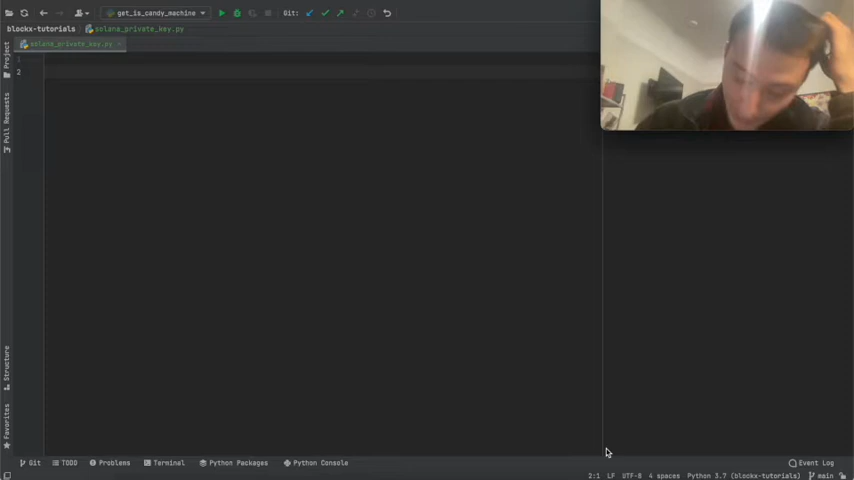 get_is_candy_machine
Git:
blockx-tutorials
solana_private_key.py
solana_private_key.py
1
2
Project
Pull Requests
Structure
Favorites
Git
TODO
Problems
Terminal
Python Packages
Python Console
Event Log
2:1 LF UTF-8 4 spaces Python 3.7 (blockx-tutorials) main